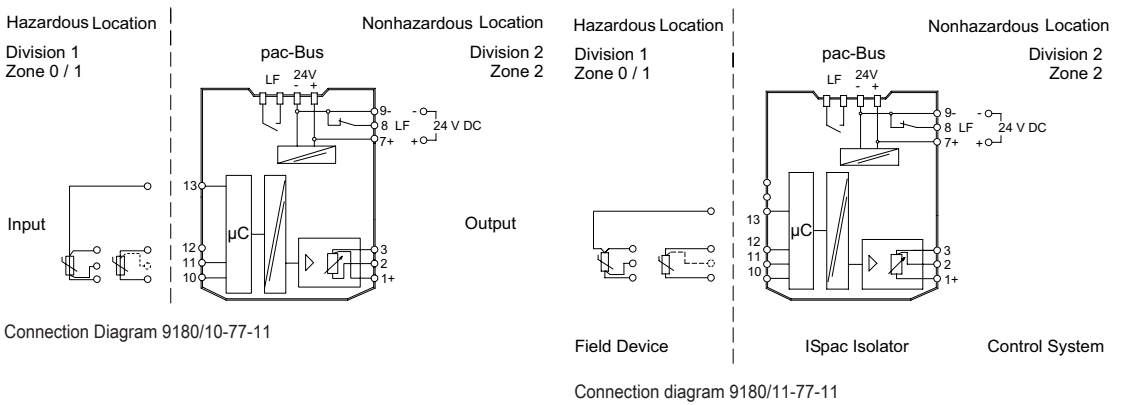 Hazardous Location
Nonhazardous Location
Division 1
Zone 0 / 1
pac-Bus
Division 2
Zone 2
LF
24V
- +
9-
8 LF
7+
-
24 V DC
+
13
Input
µC
Output
12
11
10
3
2
1+
Connection Diagram 9180/10-77-11
Hazardous Location
Nonhazardous Location
Division 1
Zone 0 / 1
pac-Bus
Division 2
Zone 2
LF
24V
- +
9-
8 LF
7+
-
24 V DC
+
13
µC
12
11
10
3
2
1+
Field Device
ISpac Isolator
Control System
Connection diagram 9180/11-77-11